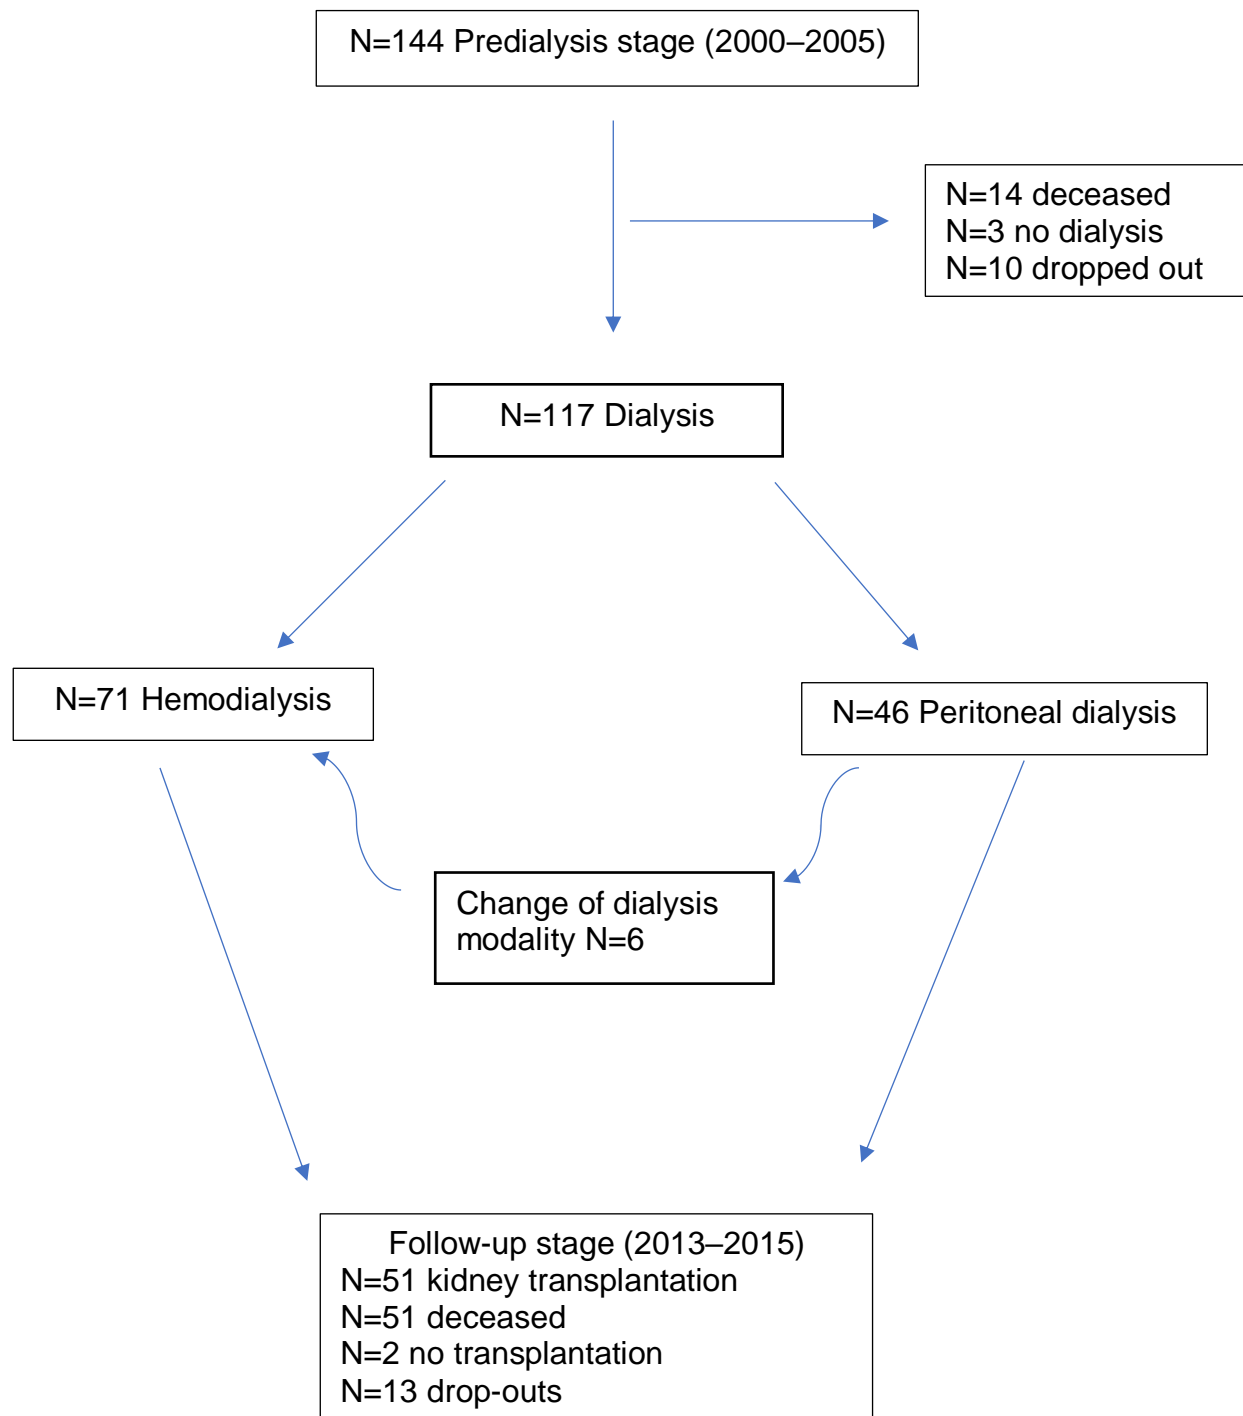 N=144 Predialysis stage (2000–2005)
N=14 deceased
N=3 no dialysis
N=10 dropped out
N=117 Dialysis
N=71 Hemodialysis
N=46 Peritoneal dialysis
Change of dialysis
modality N=6
Follow-up stage (2013–2015)
N=51 kidney transplantation
N=51 deceased
N=2 no transplantation
N=13 drop-outs